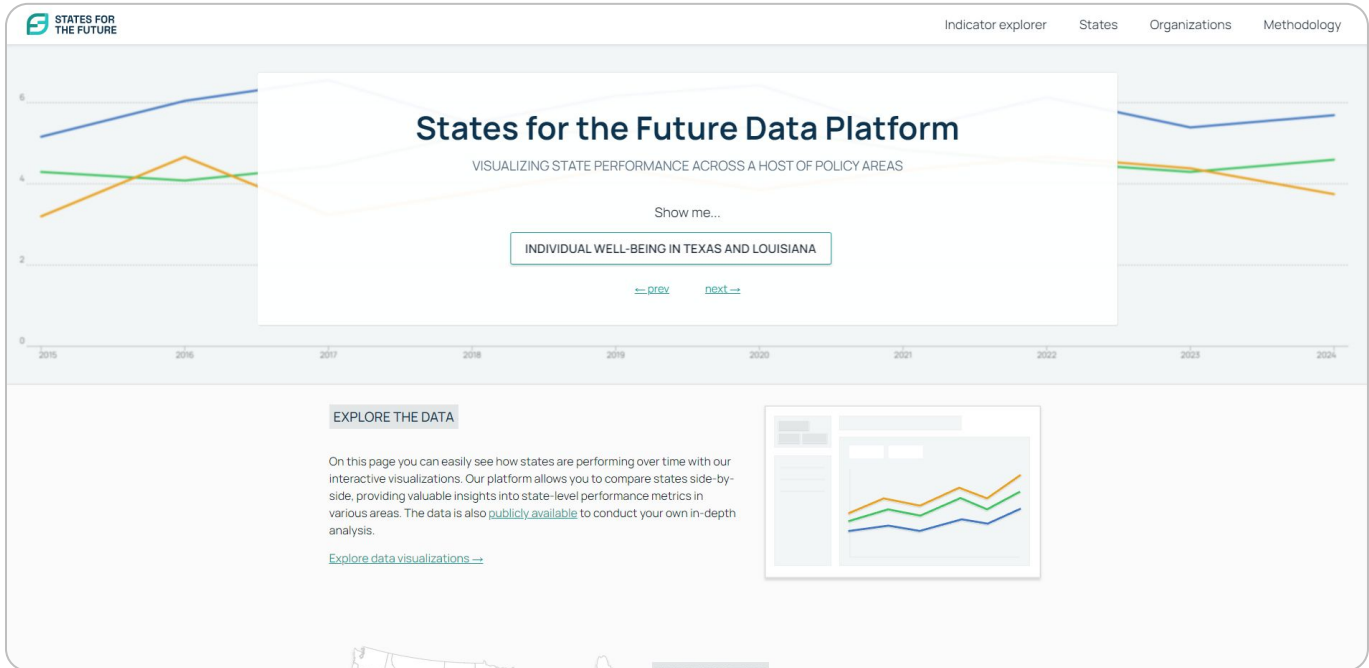 STATES FOR
THE FUTURE
Indicator explorer
States
Organizations
Methodology
6
4
2
0
2015
2016
2017
2018
2019
2020
2021
2022
2023
2024
States for the Future Data Platform
VISUALIZING STATE PERFORMANCE ACROSS A HOST OF POLICY AREAS
Show me...
INDIVIDUAL WELL-BEING IN TEXAS AND LOUISIANA
← prev
next →
EXPLORE THE DATA
On this page you can easily see how states are performing over time with our
interactive visualizations. Our platform allows you to compare states side-by-
side, providing valuable insights into state-level performance metrics in
various areas. The data is also publicly available to conduct your own in-depth
analysis.
Explore data visualizations →